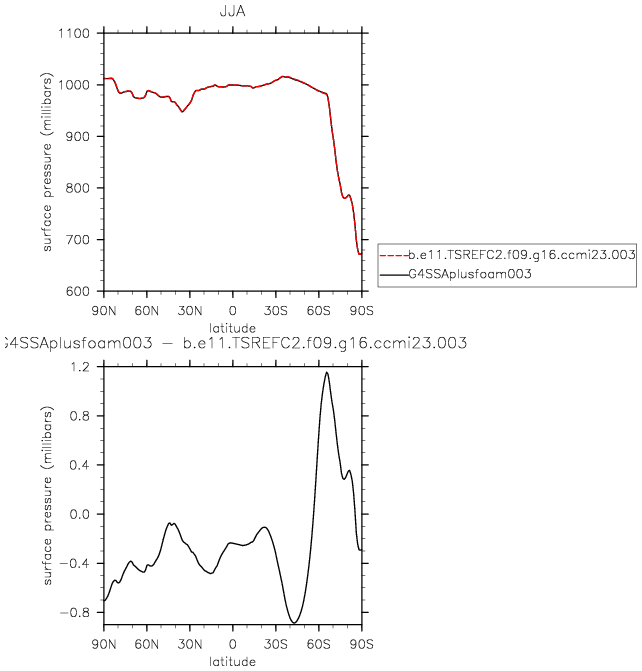 JJA
1100
1000
900
800
700
600
surface pressure (millibars)
90N 60N 30N 0 30S 60S 90S
latitude
b.e11.TSREFC2.f09.g16.ccmi23.003
G4SSAplusfoam003
G4SSAplusfoam003 − b.e11.TSREFC2.f09.g16.ccmi23.003
1.2
0.8
0.4
0.0
−0.4
−0.8
surface pressure (millibars)
90N 60N 30N 0 30S 60S 90S
latitude